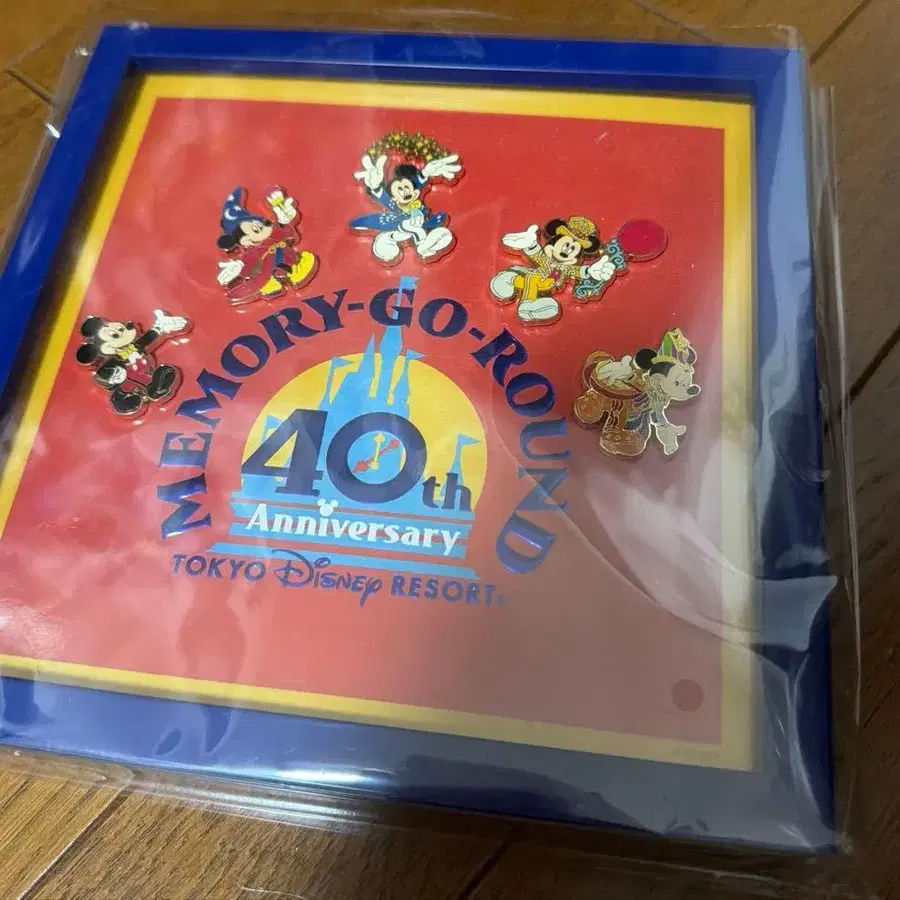 MEMORY-GO-ROUND
40th
Anniversary
TOKYO Disney RESORT